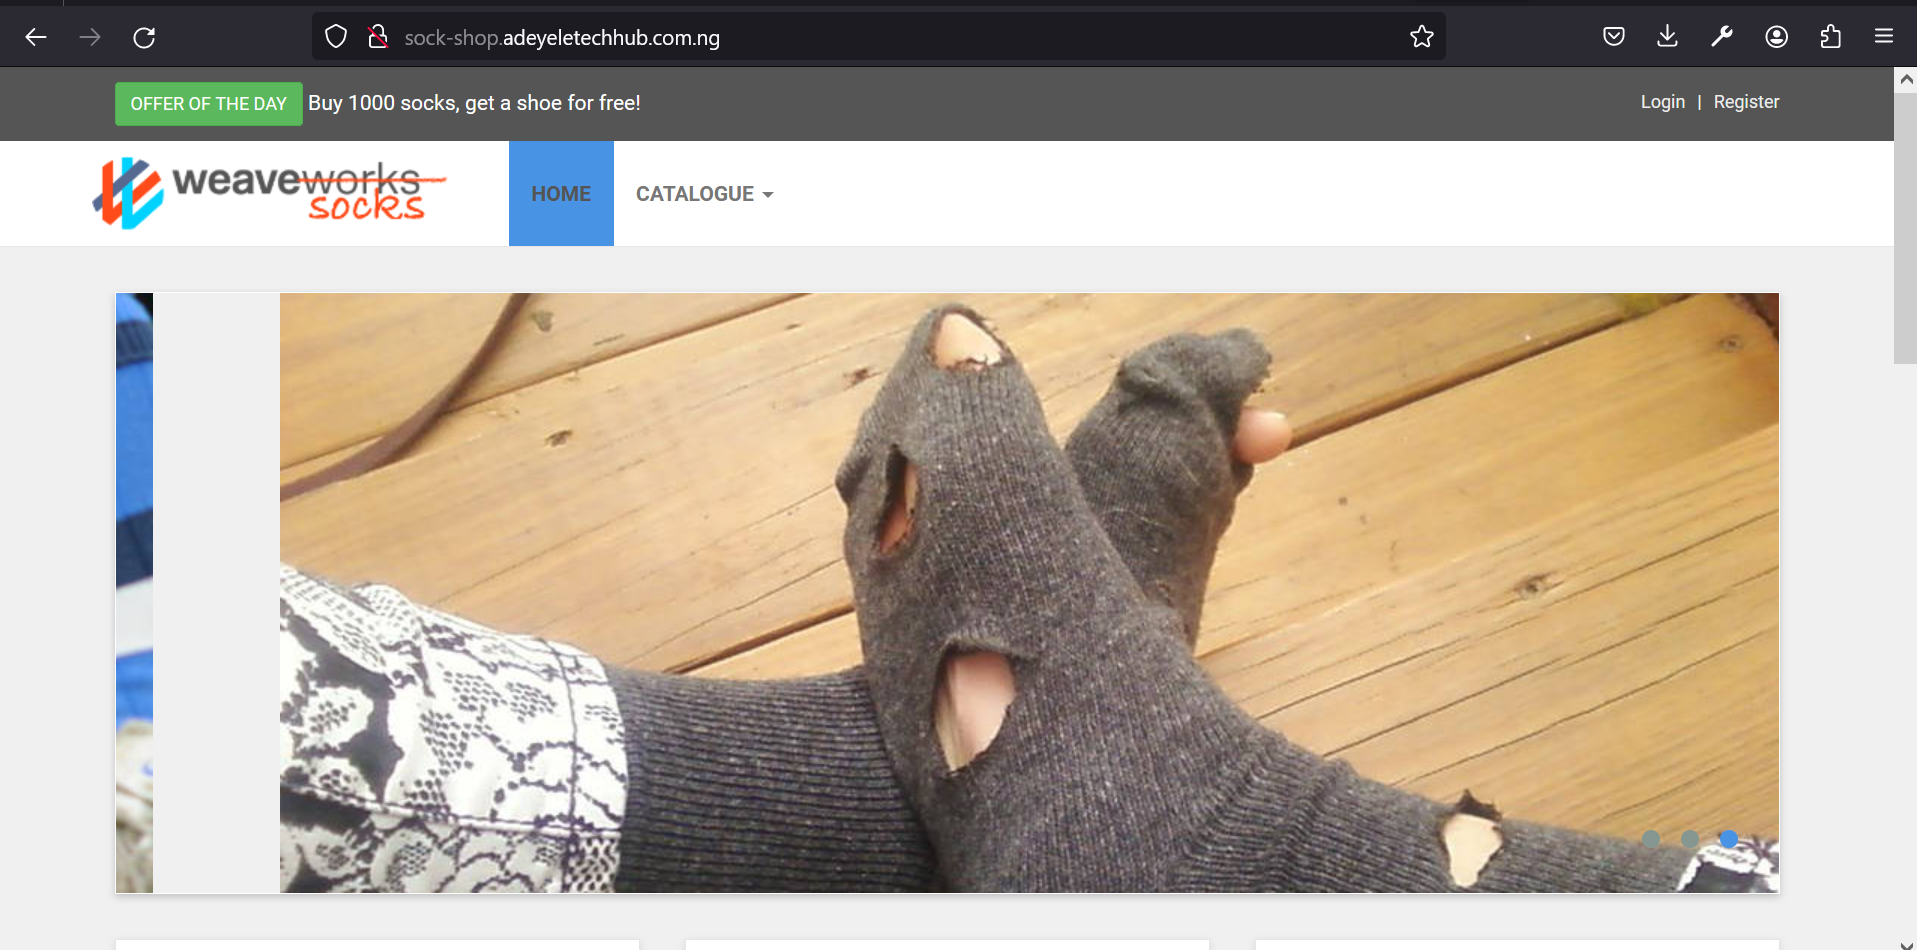 sock-shop.adeyeletechhub.com.ng
OFFER OF THE DAY Buy 1000 socks, get a shoe for free!
Login | Register
weaveworks
socks
HOME
CATALOGUE